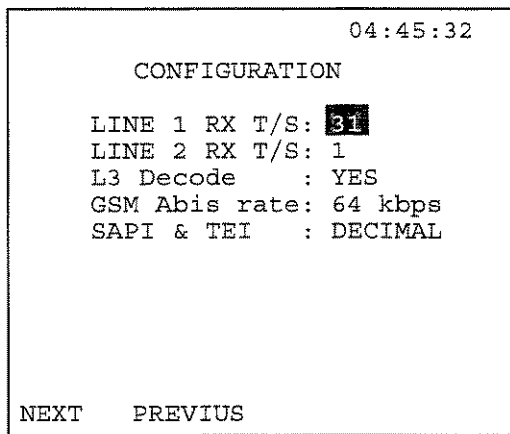 04:45:32
CONFIGURATION
LINE 1 RX T/S: 31
LINE 2 RX T/S: 1
L3 Decode : YES
GSM Abis rate: 64 kbps
SAPI & TEI : DECIMAL
NEXT PREVIUS